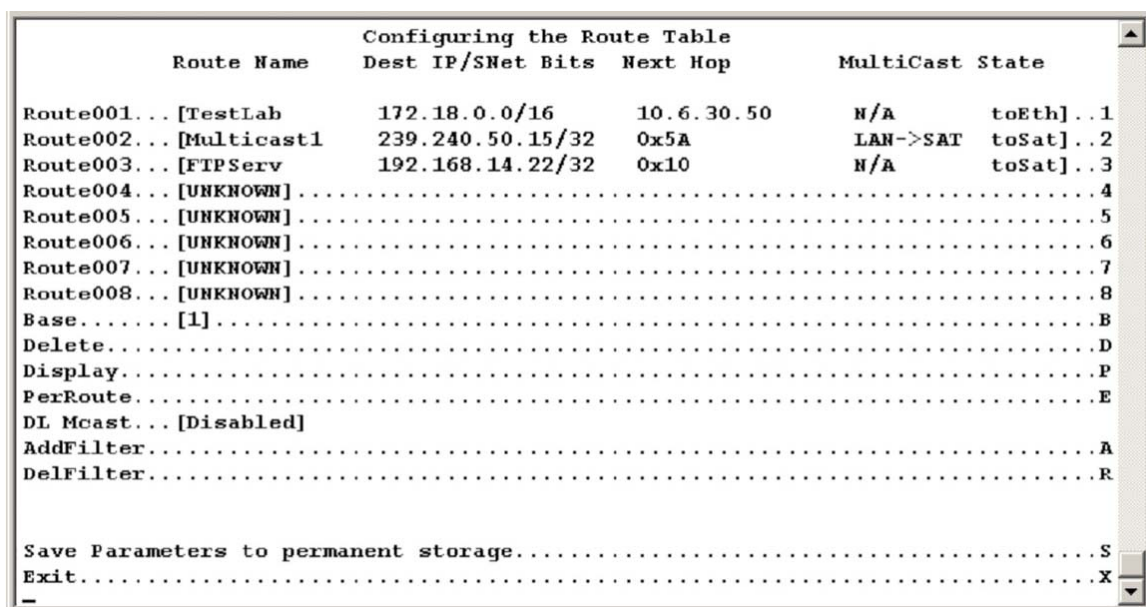 Configuring the Route Table
Route Name Dest IP/SNet Bits Next Hop MultiCast State
Route001...[TestLab 172.18.0.0/16 10.6.30.50 N/A toEth]..1
Route002...[Multicast1 239.240.50.15/32 0x5A LAN->SAT toSat]..2
Route003...[FTPServ 192.168.14.22/32 0x10 N/A toSat]..3
Route004...[UNKNOWN]...........................................................4
Route005...[UNKNOWN]...........................................................5
Route006...[UNKNOWN]...........................................................6
Route007...[UNKNOWN]...........................................................7
Route008...[UNKNOWN]...........................................................8
Base.......[1].................................................................B
Delete.........................................................................D
Display........................................................................P
PerRoute.......................................................................E
DL Mcast...[Disabled]
AddFilter......................................................................A
DelFilter......................................................................R
Save Parameters to permanent storage...........................................S
Exit...........................................................................X